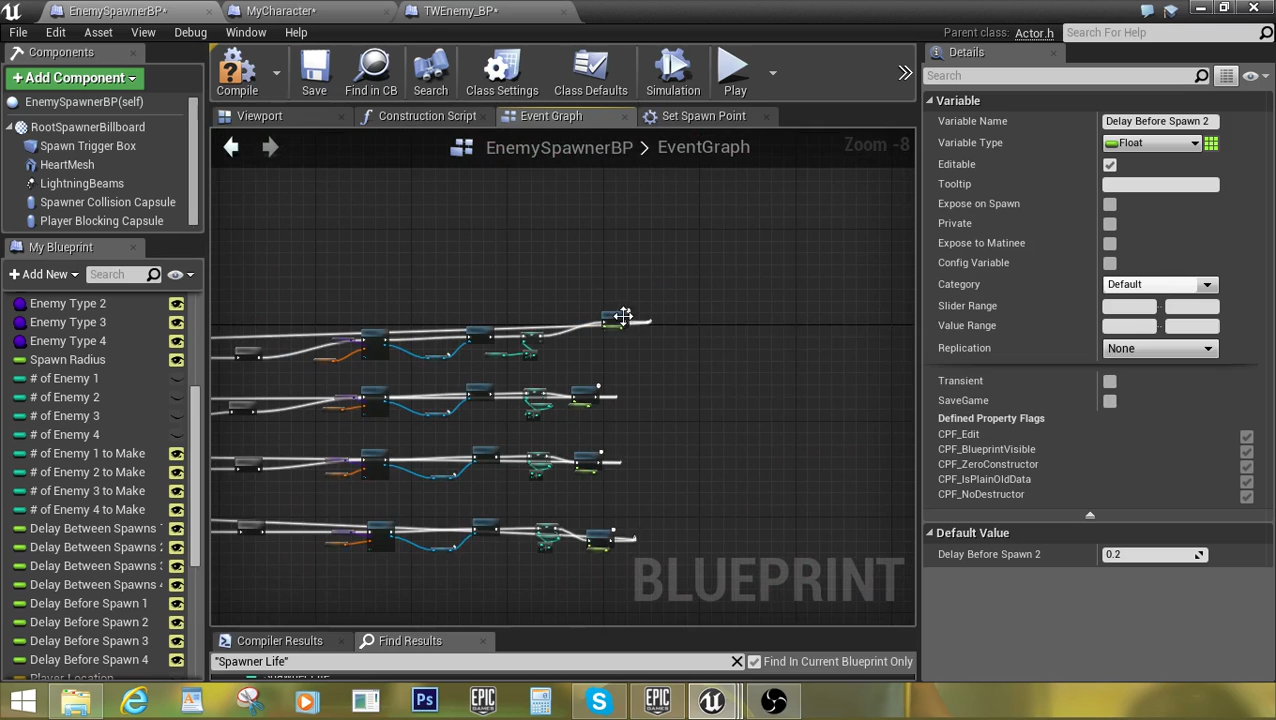 EnemySpawnerBP*
MyCharacter*
TWEnemy_BP*
File Edit Asset View Debug Window Help
Parent class: Actor.h
Search For Help
Components
+Add Component
EnemySpawnerBP(self)
RootSpawnerBillboard
Spawn Trigger Box
HeartMesh
LightningBeams
Spawner Collision Capsule
Player Blocking Capsule
My Blueprint
+Add New
Search
Enemy Type 2
Enemy Type 3
Enemy Type 4
Spawn Radius
# of Enemy 1
# of Enemy 2
# of Enemy 3
# of Enemy 4
# of Enemy 1 to Make
# of Enemy 2 to Make
# of Enemy 3 to Make
# of Enemy 4 to Make
Delay Between Spawns
Delay Between Spawns
Delay Between Spawns
Delay Between Spawns
Delay Before Spawn 1
Delay Before Spawn 2
Delay Before Spawn 3
Delay Before Spawn 4
Player Location
Compile
Save
Find in CB
Search
Class Settings
Class Defaults
Simulation
Play
Viewport
Construction Script
Event Graph
Set Spawn Point
EnemySpawnerBP > EventGraph
Zoom -8
BLUEPRINT
Compiler Results
Find Results
"Spawner Life"
Find In Current Blueprint Only
Details
Search
Variable
Variable Name Delay Before Spawn 2
Variable Type Float
Editable
Tooltip
Expose on Spawn
Private
Expose to Matinee
Config Variable
Category Default
Slider Range
Value Range
Replication None
Transient
SaveGame
Defined Property Flags
CPF_Edit
CPF_BlueprintVisible
CPF_ZeroConstructor
CPF_IsPlainOldData
CPF_NoDestructor
Default Value
Delay Before Spawn 2 0.2
Ps
EPIC GAMES
EPIC GAMES